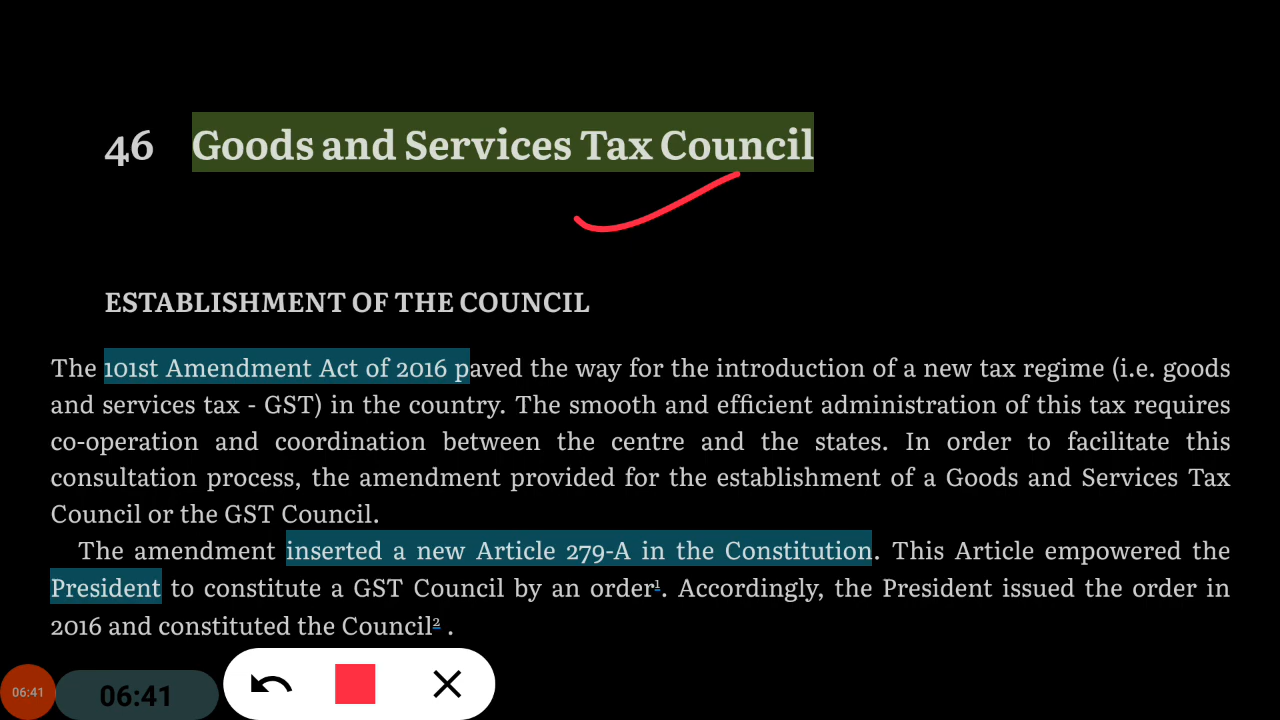 46 Goods and Services Tax Council
ESTABLISHMENT OF THE COUNCIL
The 101st Amendment Act of 2016 paved the way for the introduction of a new tax regime (i.e. goods
and services tax - GST) in the country. The smooth and efficient administration of this tax requires
co-operation and coordination between the centre and the states. In order to facilitate this
consultation process, the amendment provided for the establishment of a Goods and Services Tax
Council or the GST Council.
The amendment inserted a new Article 279-A in the Constitution. This Article empowered the
President to constitute a GST Council by an order¹. Accordingly, the President issued the order in
2016 and constituted the Council² .
06:41
06:41